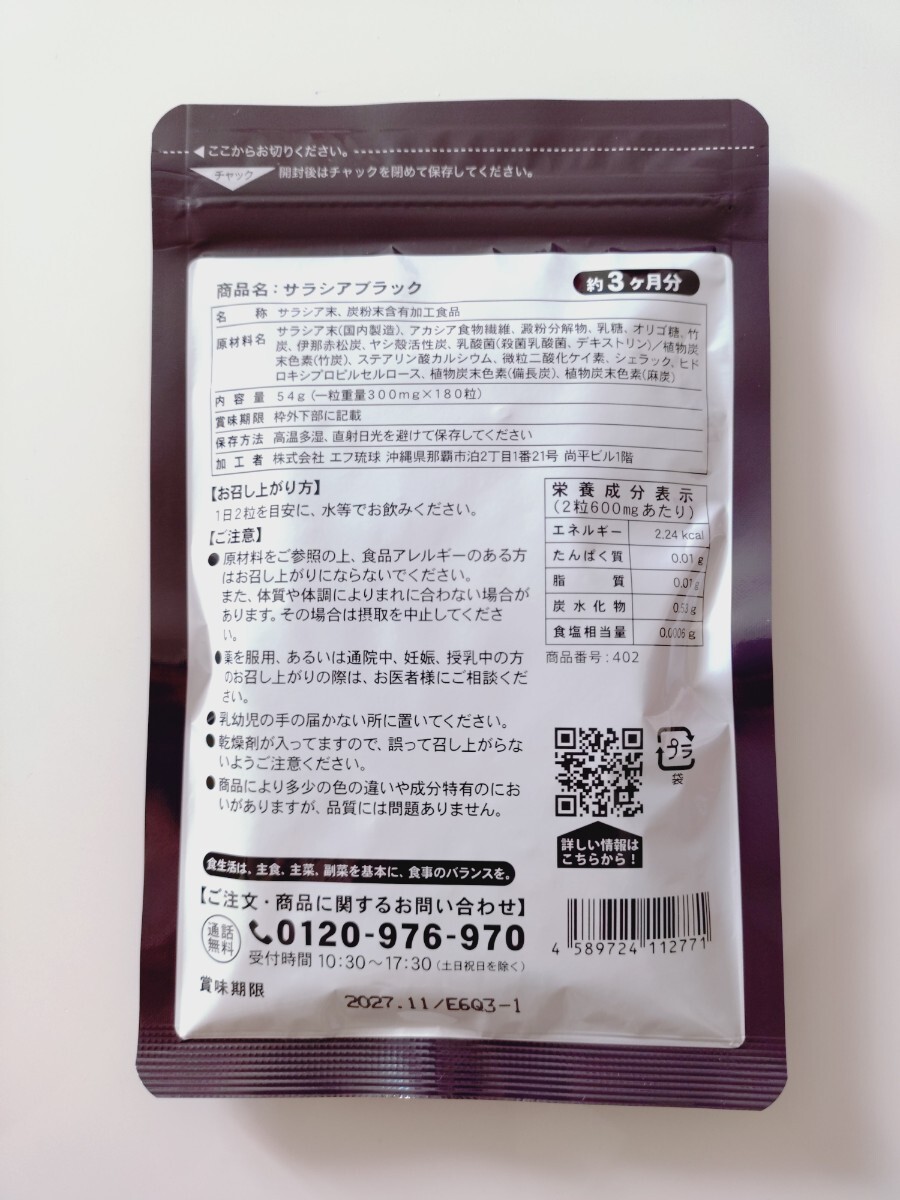 ここからお切りください。
チャック 開封後はチャックを閉めて保存してください。
商品名：サラシアブラック
約3ヶ月分
名称 サラシア末、炭粉末含有加工食品
原材料名 サラシア末(国内製造)、アカシア食物繊維、澱粉分解物、乳糖、オリゴ糖、竹
炭、伊那赤松炭、ヤシ殻活性炭、乳酸菌(殺菌乳酸菌、デキストリン)／植物炭
末色素(竹炭)、ステアリン酸カルシウム、微粒二酸化ケイ素、シェラック、ヒド
ロキシプロピルセルロース、植物炭末色素(備長炭)、植物炭末色素(麻炭)
内容量 54g(一粒重量300mg×180粒)
賞味期限 枠外下部に記載
保存方法 高温多湿、直射日光を避けて保存してください
加工者 株式会社 エフ琉球 沖縄県那覇市泊2丁目1番21号 尚平ビル1階
【お召し上がり方】
1日2粒を目安に、水等でお飲みください。
【ご注意】
●原材料をご参照の上、食品アレルギーのある方
はお召し上がりにならないでください。
また、体質や体調によりまれに合わない場合が
あります。その場合は摂取を中止してくださ
い。
●薬を服用、あるいは通院中、妊娠、授乳中の方
のお召し上がりの際は、お医者様にご相談くだ
さい。
●乳幼児の手の届かない所に置いてください。
●乾燥剤が入ってますので、誤って召し上がらな
いようご注意ください。
●商品により多少の色の違いや成分特有のにお
いがありますが、品質には問題ありません。
栄養成分表示
(2粒600mgあたり)
エネルギー 2.24kcal
たんぱく質 0.01g
脂質 0.01g
炭水化物 0.53g
食塩相当量 0.0006g
商品番号：402
プラ
袋
詳しい情報は
こちらから！
食生活は、主食、主菜、副菜を基本に、食事のバランスを。
【ご注文・商品に関するお問い合わせ】
通話
無料
0120-976-970
受付時間 10:30〜17:30(土日祝日を除く)
4 589724 112771
賞味期限
2027.11/E6Q3-1